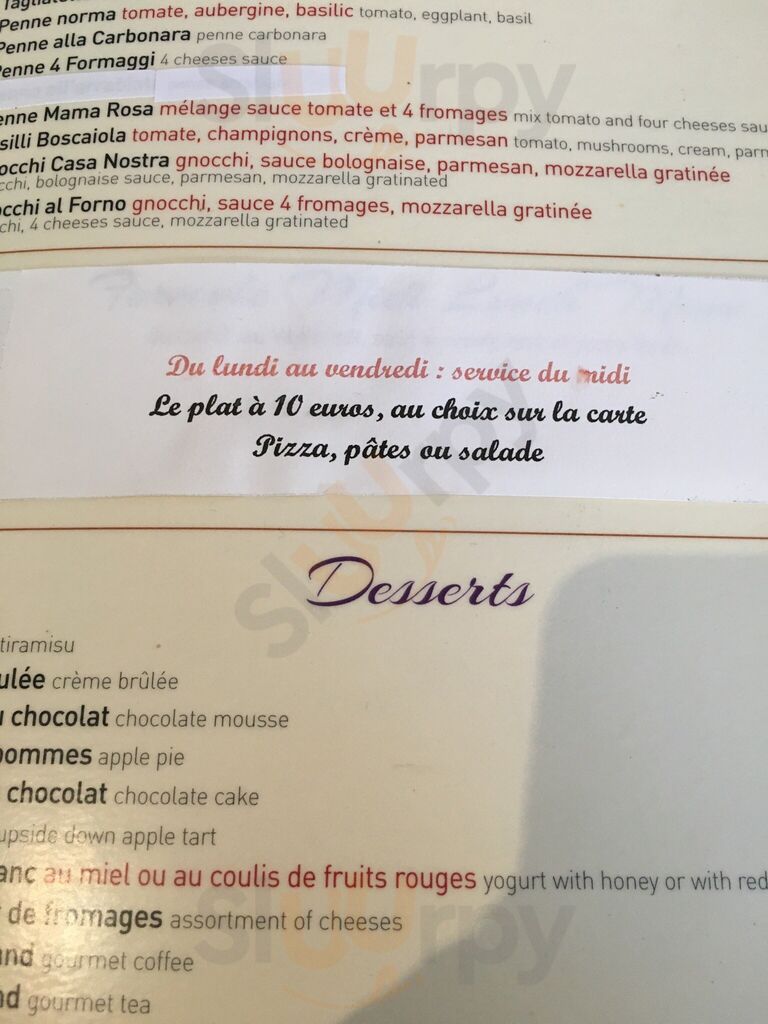 Penne norma tomate, aubergine, basilic tomato, eggplant, basil
Penne alla Carbonara penne carbonara
Penne 4 Formaggi 4 cheeses sauce
enne Mama Rosa mélange sauce tomate et 4 fromages mix tomato and four cheeses sau
silli Boscaiola tomate, champignons, crème, parmesan tomato, mushrooms, cream, parm
occhi Casa Nostra gnocchi, sauce bolognaise, parmesan, mozzarella gratinée
cchi, bolognaise sauce, parmesan, mozzarella gratinated
occhi al Forno gnocchi, sauce 4 fromages, mozzarella gratinée
chi, 4 cheeses sauce, mozzarella gratinated
Du lundi au vendredi : service du midi
Le plat à 10 euros, au choix sur la carte
Pizza, pâtes ou salade
Desserts
tiramisu
ulée crème brûlée
u chocolat chocolate mousse
pommes apple pie
chocolat chocolate cake
upside down apple tart
anc au miel ou au coulis de fruits rouges yogurt with honey or with red
de fromages assortment of cheeses
and gourmet coffee
nd gourmet tea
Sluurpy
Sluurpy
Sluurpy